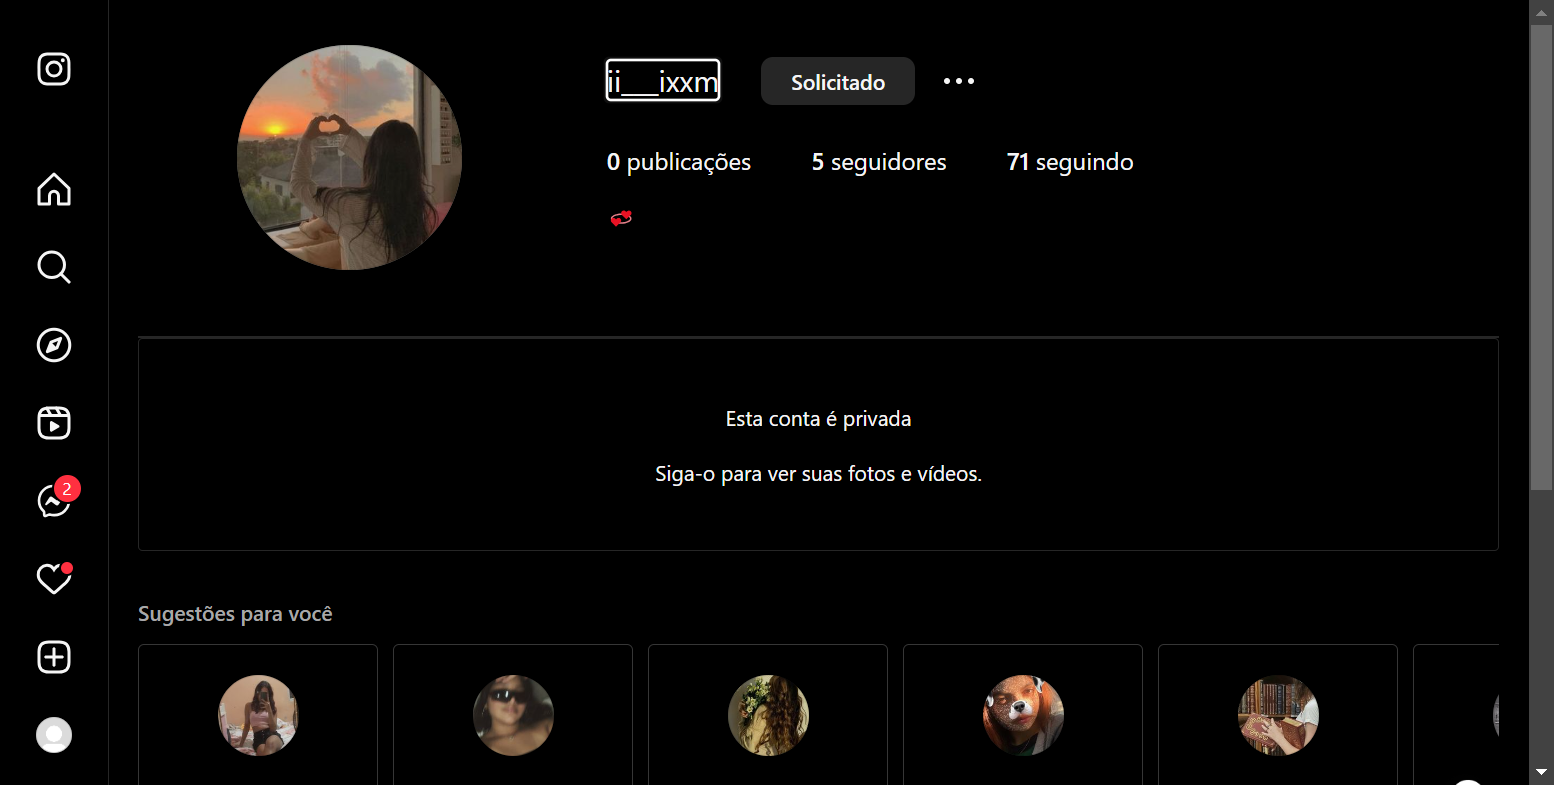 ii___ixxm
Solicitado
0 publicações 5 seguidores 71 seguindo
Esta conta é privada
Siga-o para ver suas fotos e vídeos.
2
Sugestões para você